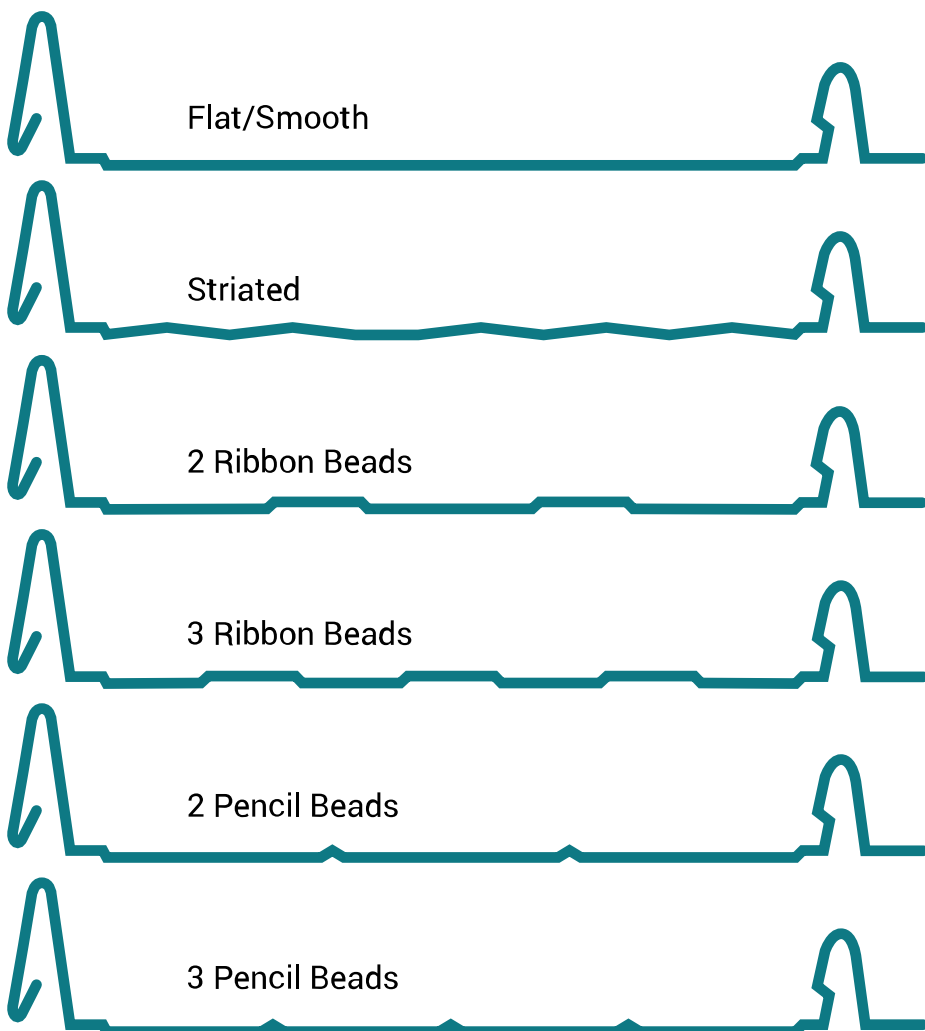 Flat/Smooth
Striated
2 Ribbon Beads
3 Ribbon Beads
2 Pencil Beads
3 Pencil Beads